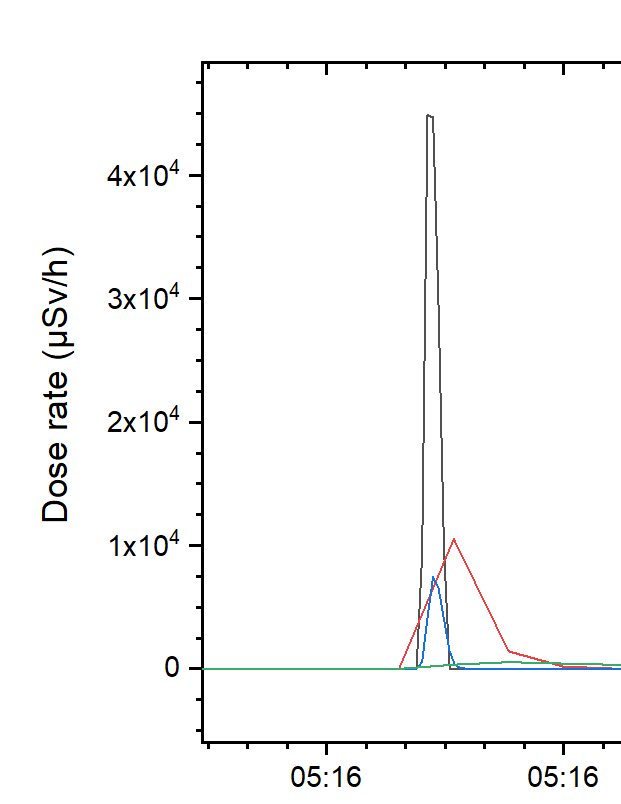 4x10⁴
3x10⁴
2x10⁴
1x10⁴
0
Dose rate (µSv/h)
05:16 05:16